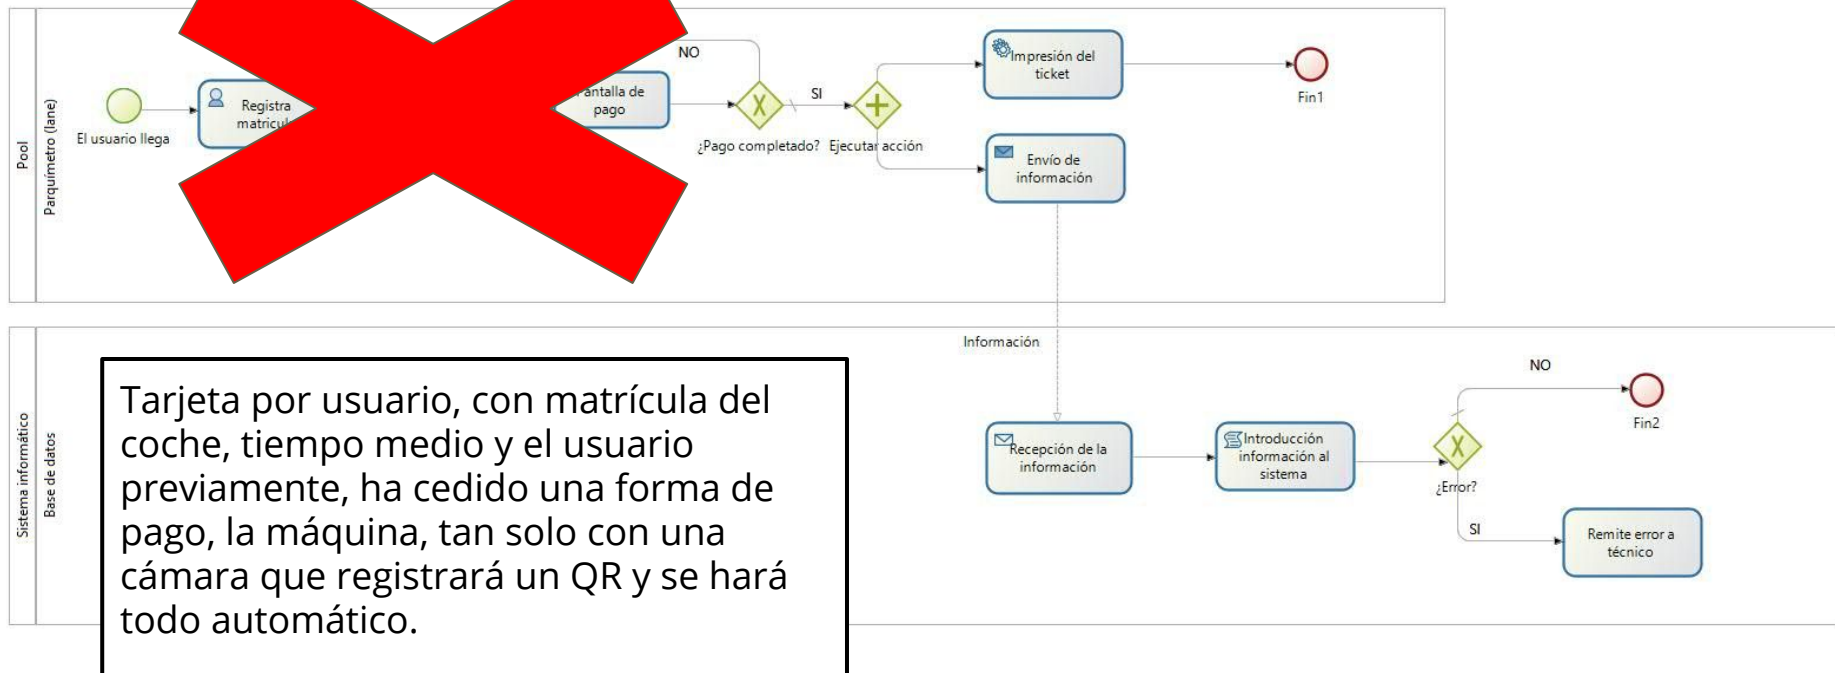 Pool
Parquímetro (lane)
El usuario llega
Registra
NO
Pantalla de
pago
¿Pago completado?
SI
Ejecutar acción
Impresión del
ticket
Fin1
Envío de
información
Información
Sistema informático
Base de datos
Tarjeta por usuario, con matrícula del
coche, tiempo medio y el usuario
previamente, ha cedido una forma de
pago, la máquina, tan solo con una
cámara que registrará un QR y se hará
todo automático.
Recepción de la
información
Introducción
información al
sistema
¿Error?
NO
Fin2
SI
Remite error a
técnico